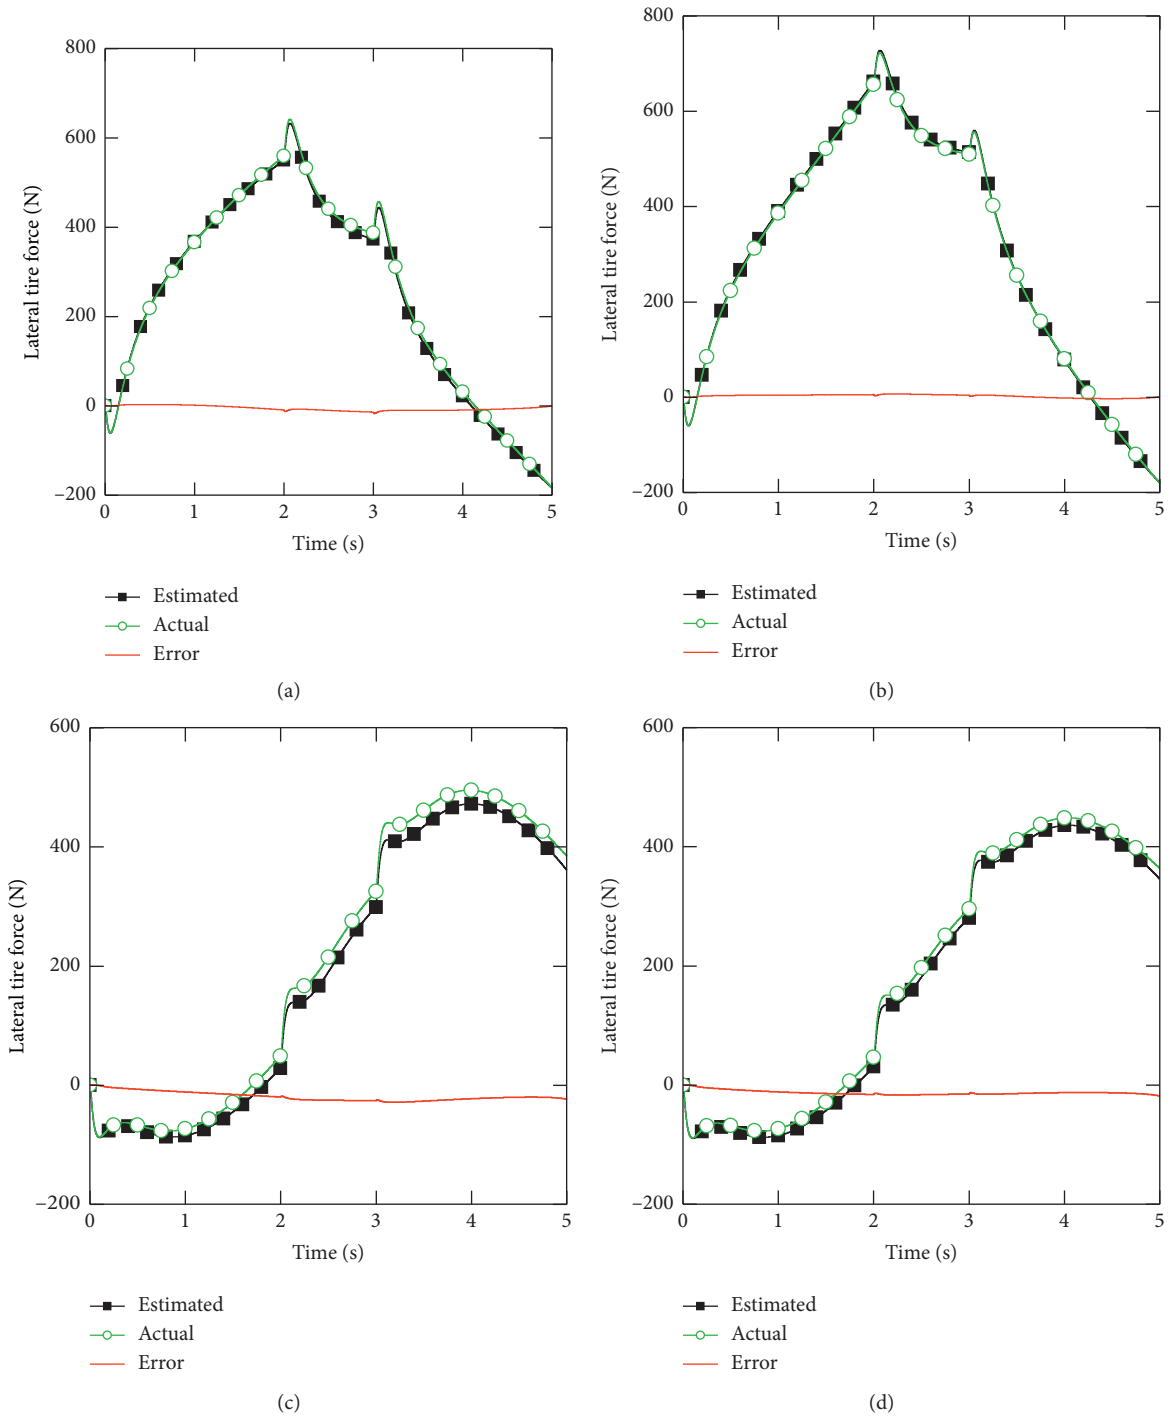 800
600
400
200
0
−200
Lateral tire force (N)
0 1 2 3 4 5
Time (s)
Estimated
Actual
Error
(a)
800
600
400
200
0
−200
Lateral tire force (N)
0 1 2 3 4 5
Time (s)
Estimated
Actual
Error
(b)
600
400
200
0
−200
Lateral tire force (N)
0 1 2 3 4 5
Time (s)
Estimated
Actual
Error
(c)
600
400
200
0
−200
Lateral tire force (N)
0 1 2 3 4 5
Time (s)
Estimated
Actual
Error
(d)